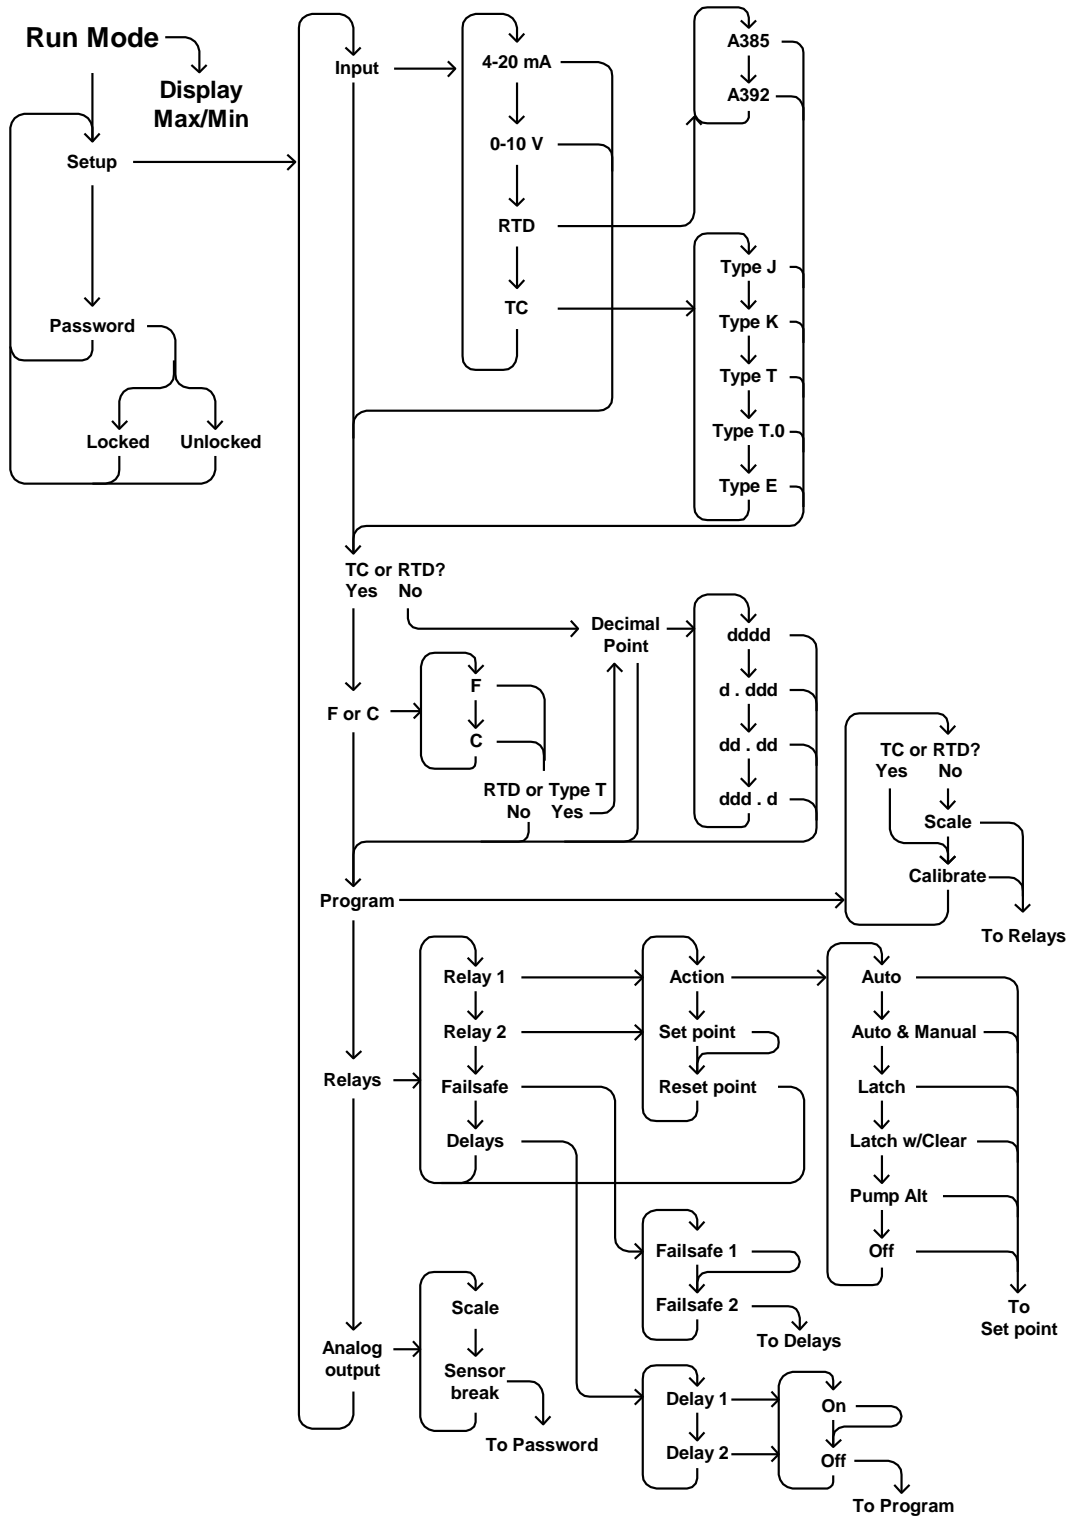 Run Mode
Display
Max/Min
Setup
Password
Locked Unlocked
Input
4-20 mA
0-10 V
RTD
TC
A385
A392
Type J
Type K
Type T
Type T.0
Type E
TC or RTD?
Yes No
Decimal
Point
dddd
d . ddd
dd . dd
ddd . d
F or C
F
C
RTD or Type T
No Yes
TC or RTD?
Yes No
Scale
Calibrate
To Relays
Program
Relays
Relay 1
Relay 2
Failsafe
Delays
Action
Set point
Reset point
Auto
Auto & Manual
Latch
Latch w/Clear
Pump Alt
Off
To
Set point
Failsafe 1
Failsafe 2
To Delays
Analog
output
Scale
Sensor
break
To Password
Delay 1
Delay 2
On
Off
To Program